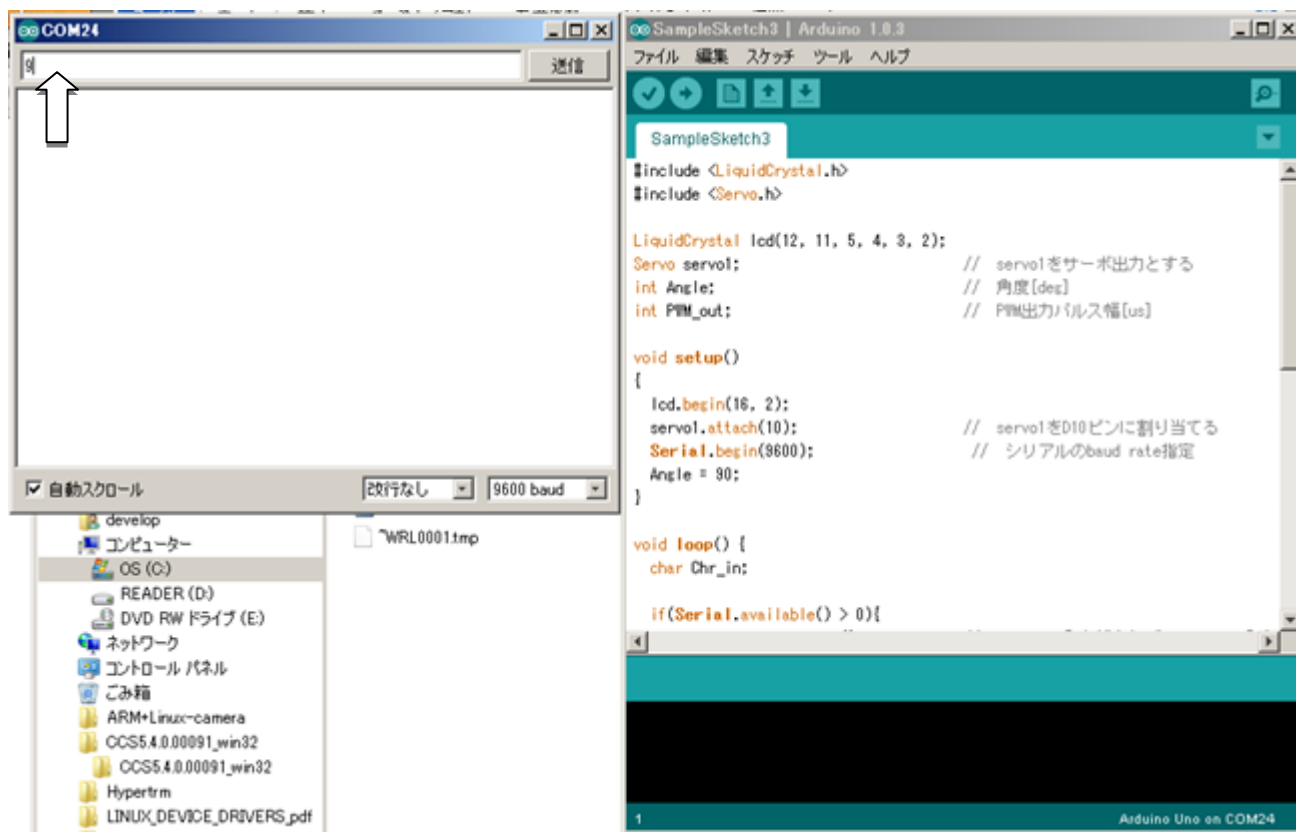 COM24
9
送信
自動スクロール
改行なし
9600 baud
develop
コンピューター
OS (C:)
READER (D:)
DVD RW ドライブ (E:)
ネットワーク
コントロール パネル
ごみ箱
ARM+Linux-camera
CCS5.4.0.00091_win32
CCS5.4.0.00091_win32
Hypertrm
LINUX_DEVICE_DRIVERS_pdf
~WRL0001.tmp
SampleSketch3 | Arduino 1.0.3
ファイル 編集 スケッチ ツール ヘルプ
SampleSketch3
#include <LiquidCrystal.h>
#include <Servo.h>
LiquidCrystal lcd(12, 11, 5, 4, 3, 2);
Servo servo1; // servo1をサーボ出力とする
int Angle; // 角度[deg]
int PWM_out; // PWM出力パルス幅[us]
void setup()
{
lcd.begin(16, 2);
servo1.attach(10); // servo1をD10ピンに割り当てる
Serial.begin(9600); // シリアルのbaud rate指定
Angle = 90;
}
void loop() {
char Chr_in;
if(Serial.available() > 0){
1
Arduino Uno on COM24